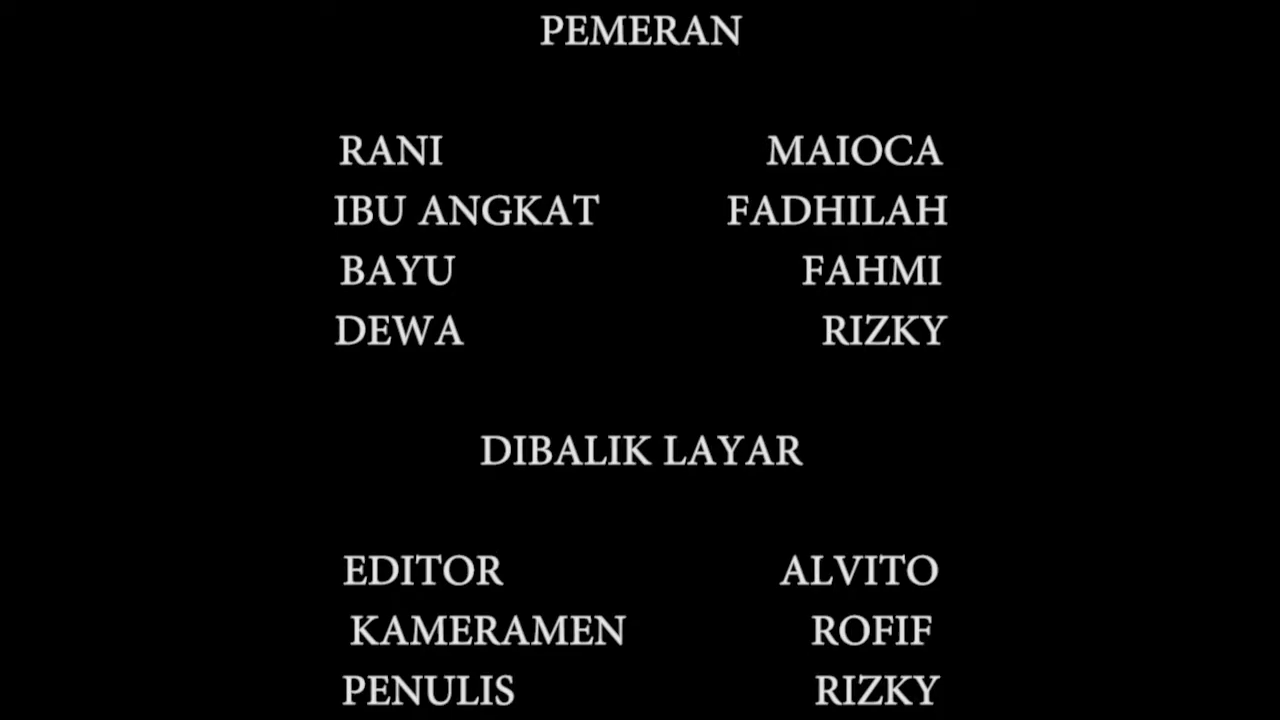 PEMERAN
RANI MAIOCA
IBU ANGKAT FADHILAH
BAYU FAHMI
DEWA RIZKY
DIBALIK LAYAR
EDITOR ALVITO
KAMERAMEN ROFIF
PENULIS RIZKY